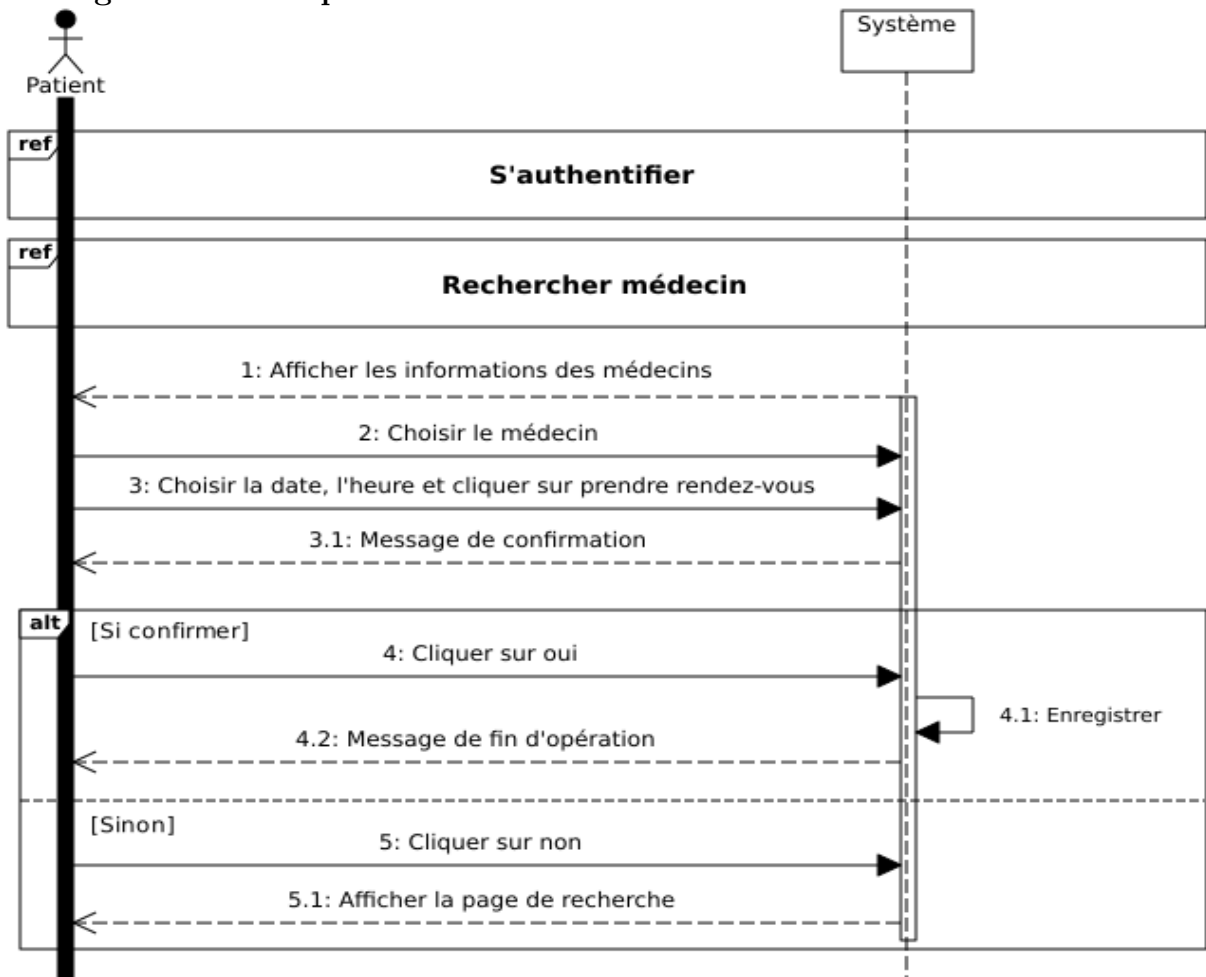 Système
Patient
ref
S'authentifier
ref
Rechercher médecin
1: Afficher les informations des médecins
2: Choisir le médecin
3: Choisir la date, l'heure et cliquer sur prendre rendez-vous
3.1: Message de confirmation
alt
[Si confirmer]
4: Cliquer sur oui
4.1: Enregistrer
4.2: Message de fin d'opération
[Sinon]
5: Cliquer sur non
5.1: Afficher la page de recherche